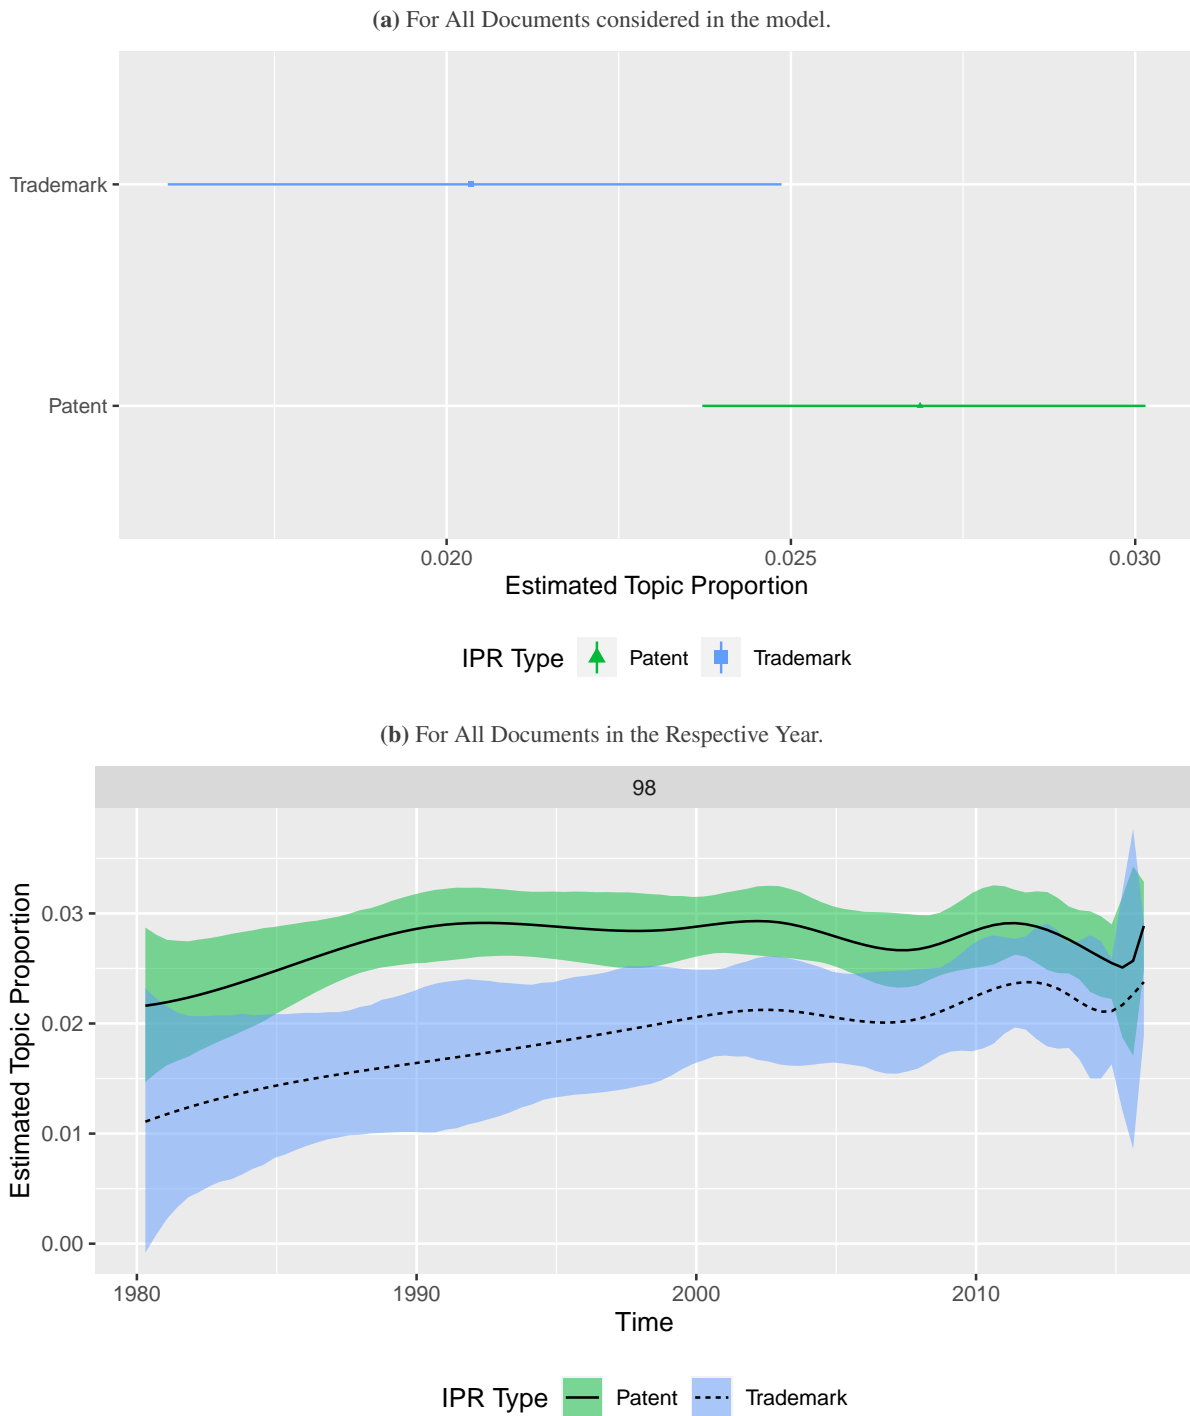 (a) For All Documents considered in the model.
Trademark
Patent
0.020 0.025 0.030
Estimated Topic Proportion
IPR Type Patent Trademark
(b) For All Documents in the Respective Year.
98
Estimated Topic Proportion
0.03
0.02
0.01
0.00
1980 1990 2000 2010
Time
IPR Type Patent Trademark